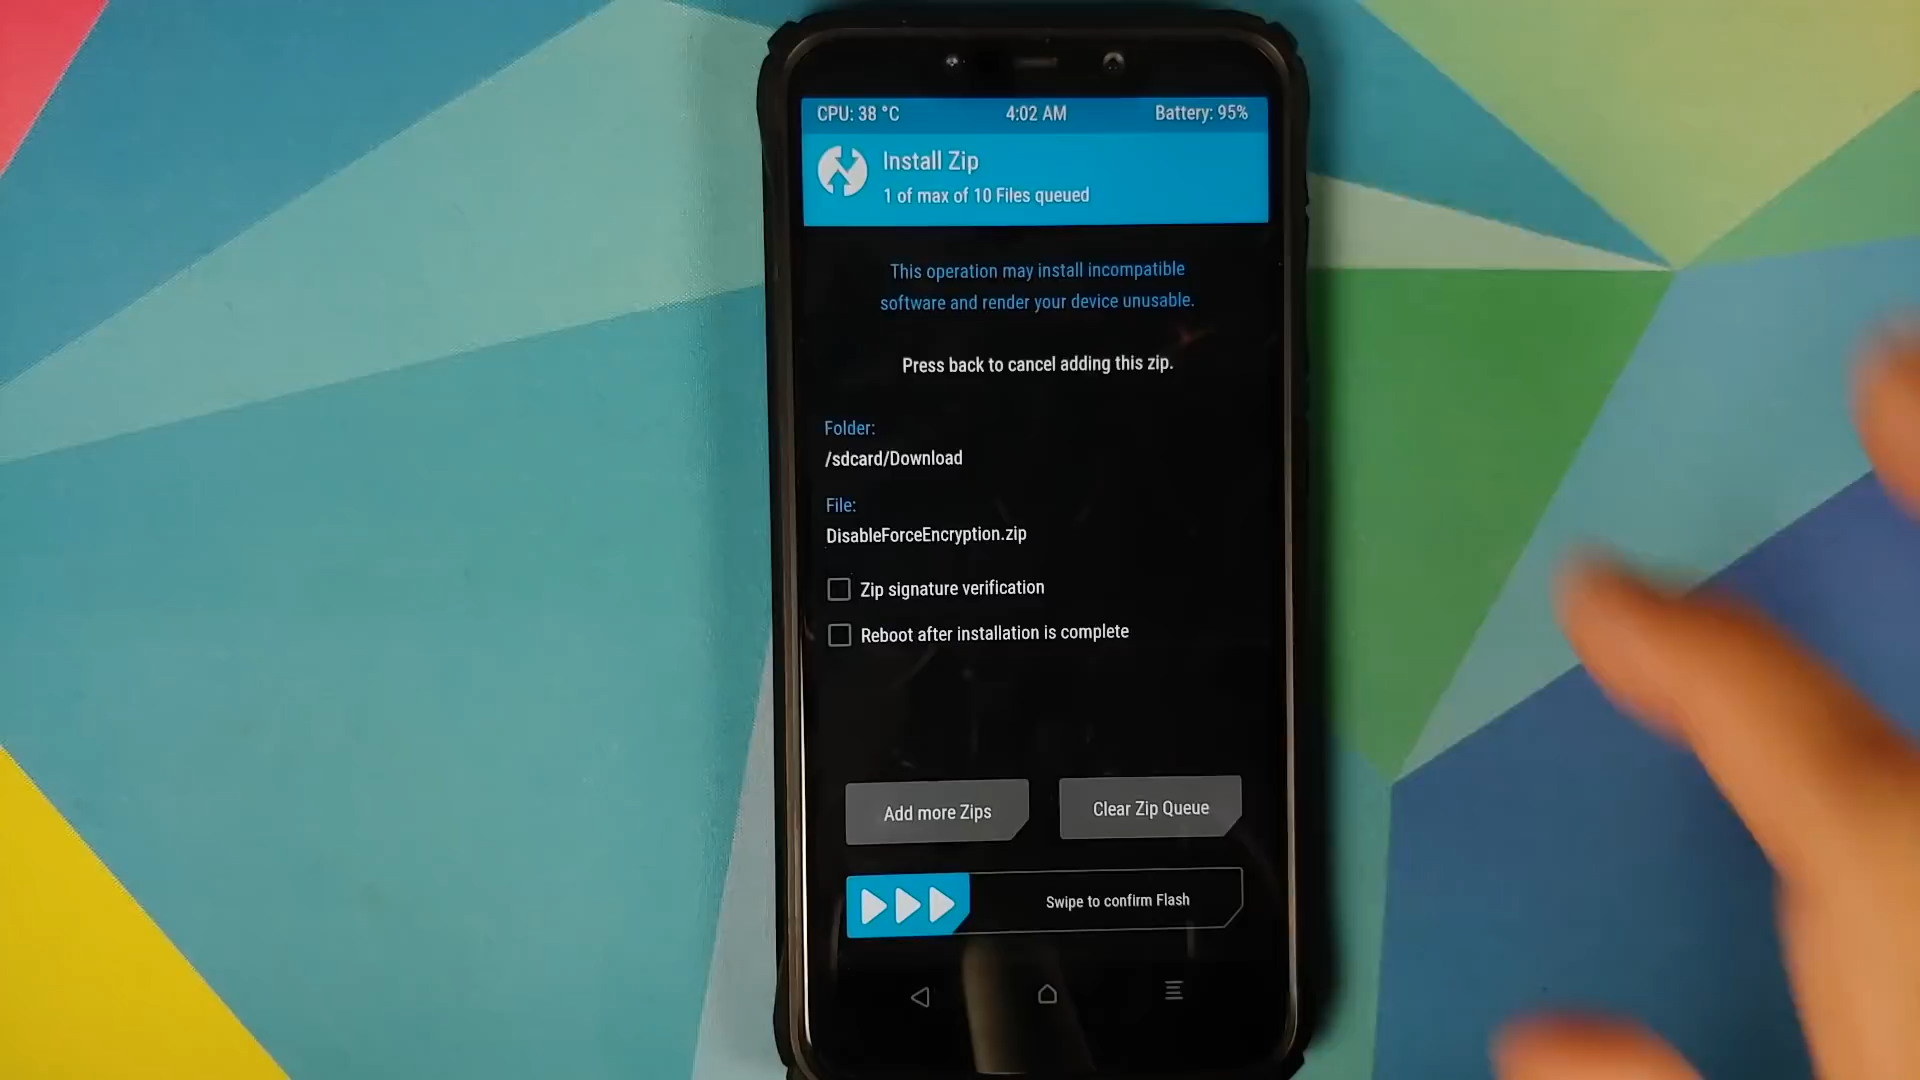 CPU: 38 °C 4:02 AM Battery: 95%
Install Zip
1 of max of 10 Files queued
This operation may install incompatible
software and render your device unusable.
Press back to cancel adding this zip.
Folder:
/sdcard/Download
File:
DisableForceEncryption.zip
Zip signature verification
Reboot after installation is complete
Add more Zips Clear Zip Queue
Swipe to confirm Flash